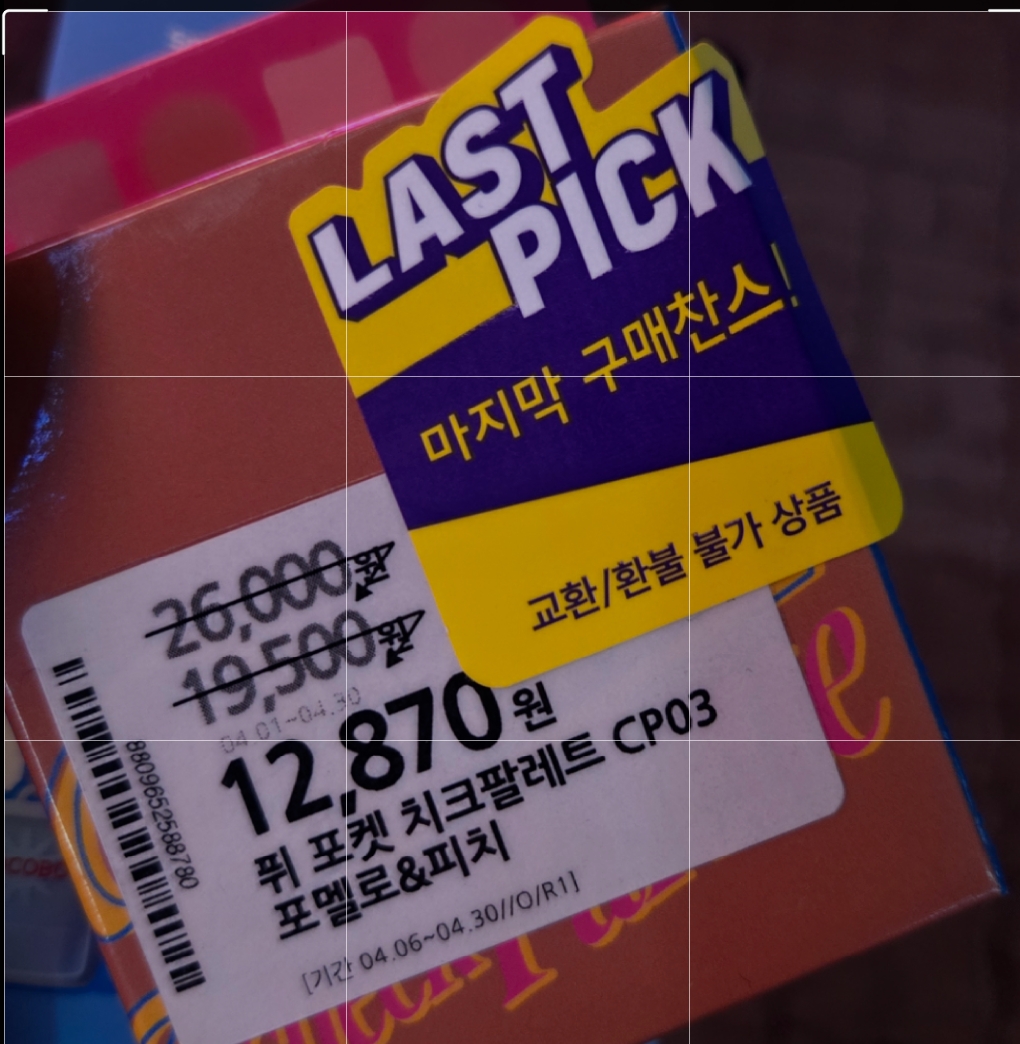 LAST
PICK
마지막 구매찬스!
교환/환불 불가 상품
26,000원
19,500원
04.01~04.30
12,870원
퓌 포켓 치크팔레트 CP03
포멜로&피치
[기간 04.06~04.30//O/R1]
8809652588780